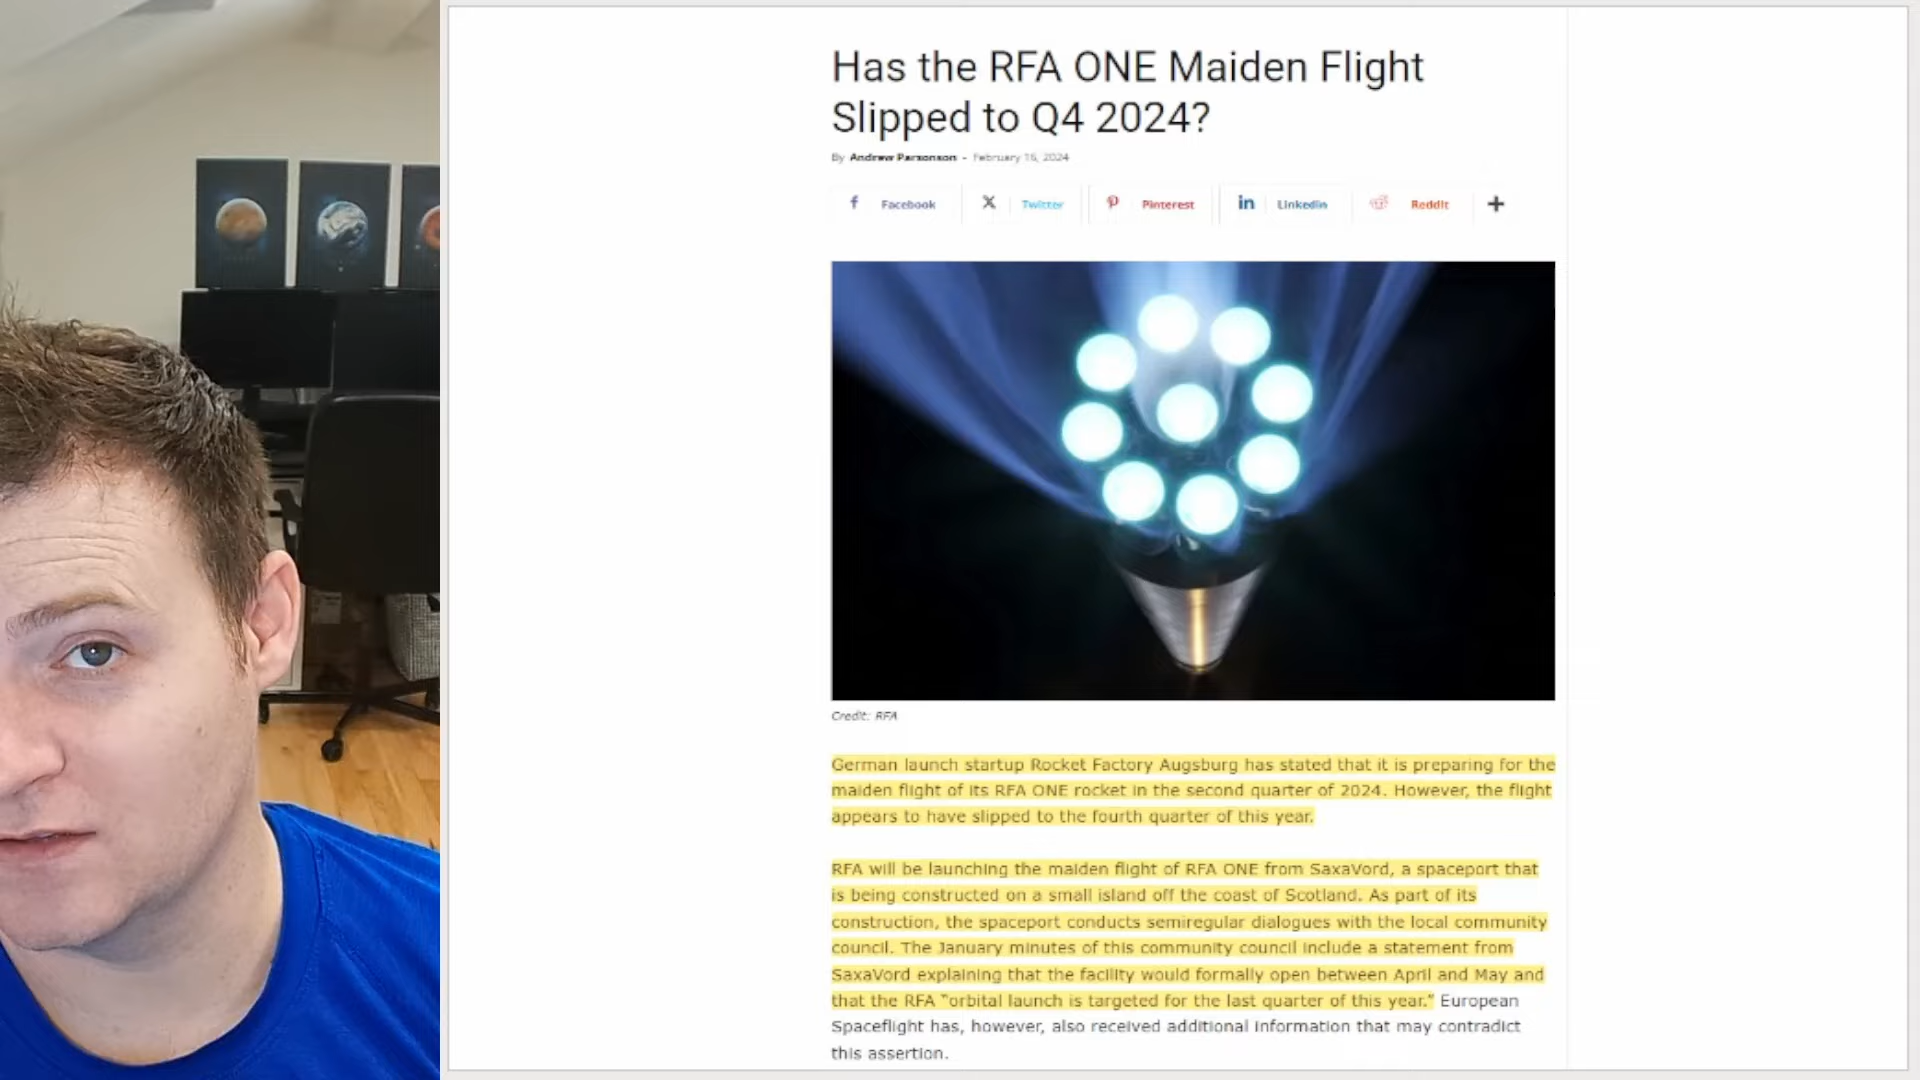 Has the RFA ONE Maiden Flight
Slipped to Q4 2024?
By Andrew Parsonson - February 16, 2024
Facebook
Twitter
Pinterest
Linkedin
ReddIt
Credit: RFA
German launch startup Rocket Factory Augsburg has stated that it is preparing for the
maiden flight of its RFA ONE rocket in the second quarter of 2024. However, the flight
appears to have slipped to the fourth quarter of this year.
RFA will be launching the maiden flight of RFA ONE from SaxaVord, a spaceport that
is being constructed on a small island off the coast of Scotland. As part of its
construction, the spaceport conducts semiregular dialogues with the local community
council. The January minutes of this community council include a statement from
SaxaVord explaining that the facility would formally open between April and May and
that the RFA "orbital launch is targeted for the last quarter of this year." European
Spaceflight has, however, also received additional information that may contradict
this assertion.